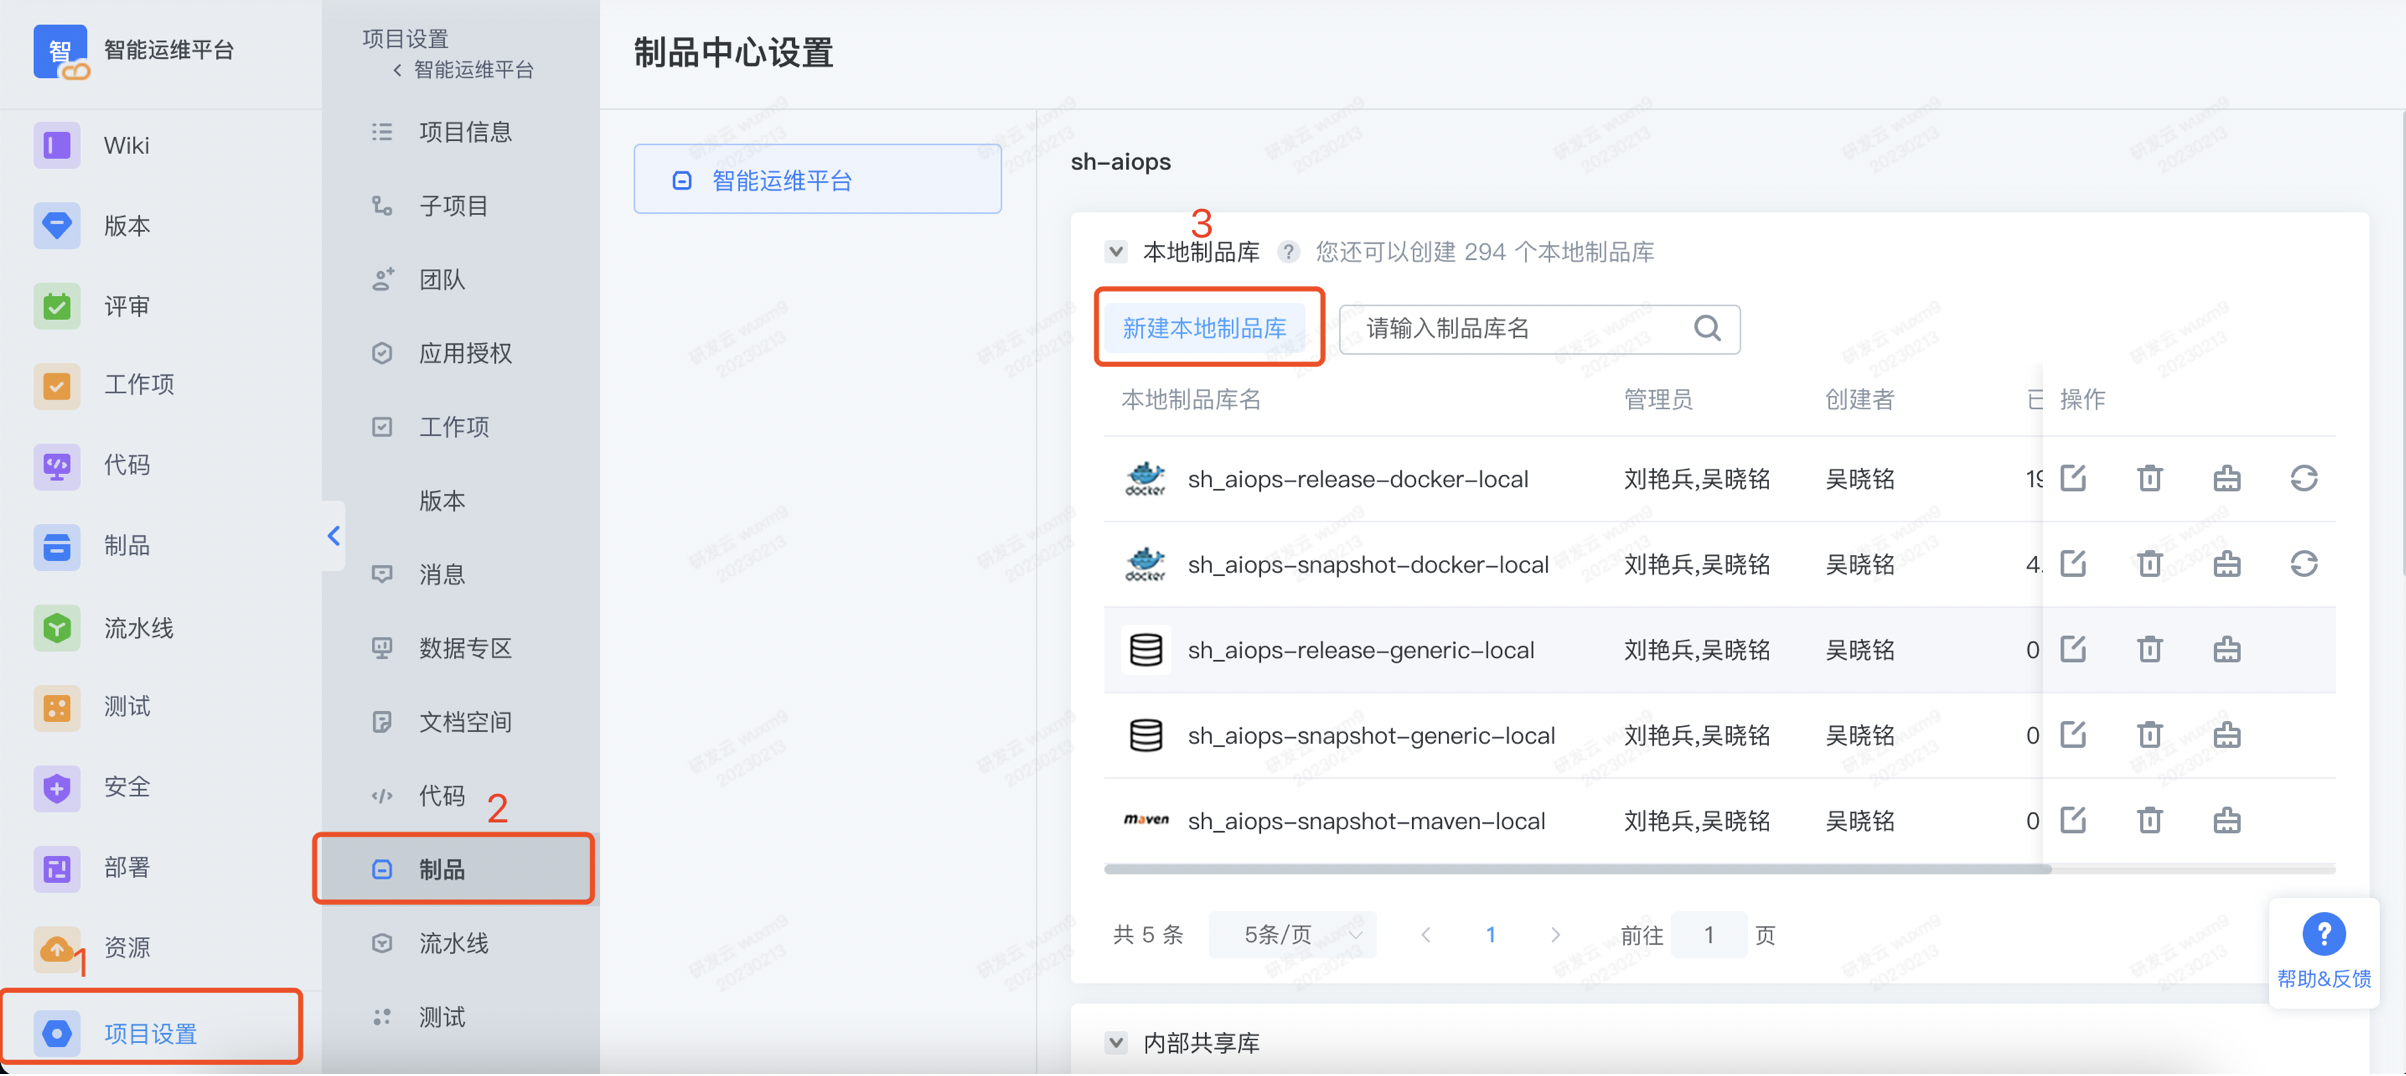 智 智能运维平台
Wiki
版本
评审
工作项
代码
制品
流水线
测试
安全
部署
资源
1
项目设置
项目设置
智能运维平台
项目信息
子项目
团队
应用授权
工作项
版本
消息
数据专区
文档空间
代码
2
制品
流水线
测试
制品中心设置
智能运维平台
sh-aiops
3
本地制品库 ? 您还可以创建 294 个本地制品库
新建本地制品库 请输入制品库名
本地制品库名 管理员 创建者 操作
docker sh_aiops-release-docker-local 刘艳兵,吴晓铭 吴晓铭 19
docker sh_aiops-snapshot-docker-local 刘艳兵,吴晓铭 吴晓铭 4.
sh_aiops-release-generic-local 刘艳兵,吴晓铭 吴晓铭 0
sh_aiops-snapshot-generic-local 刘艳兵,吴晓铭 吴晓铭 0
maven sh_aiops-snapshot-maven-local 刘艳兵,吴晓铭 吴晓铭 0
共 5 条 5条/页 1 前往 1 页
?
帮助&反馈
内部共享库
研发云 wuxm9
20230213